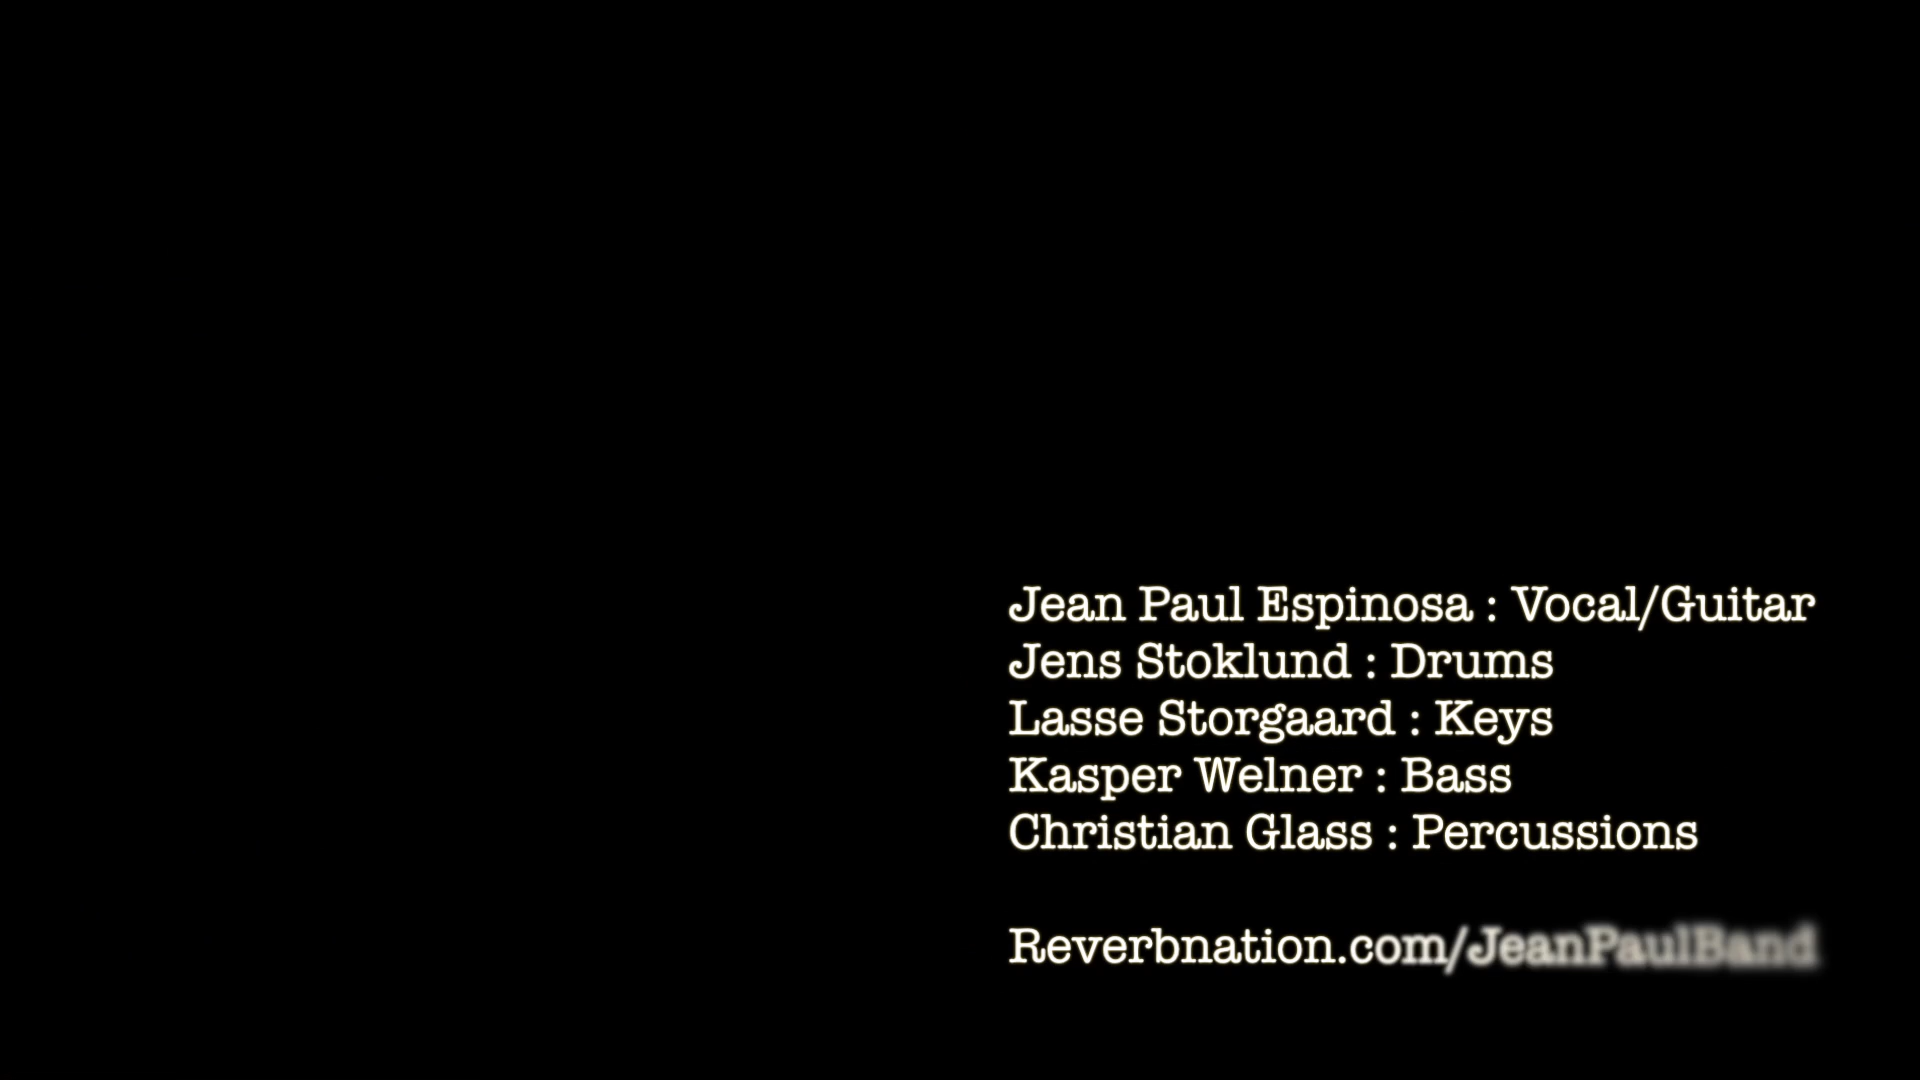 Jean Paul Espinosa : Vocal/Guitar
Jens Stoklund : Drums
Lasse Storgaard : Keys
Kasper Welner : Bass
Christian Glass : Percussions
Reverbnation.com/JeanPaulBand